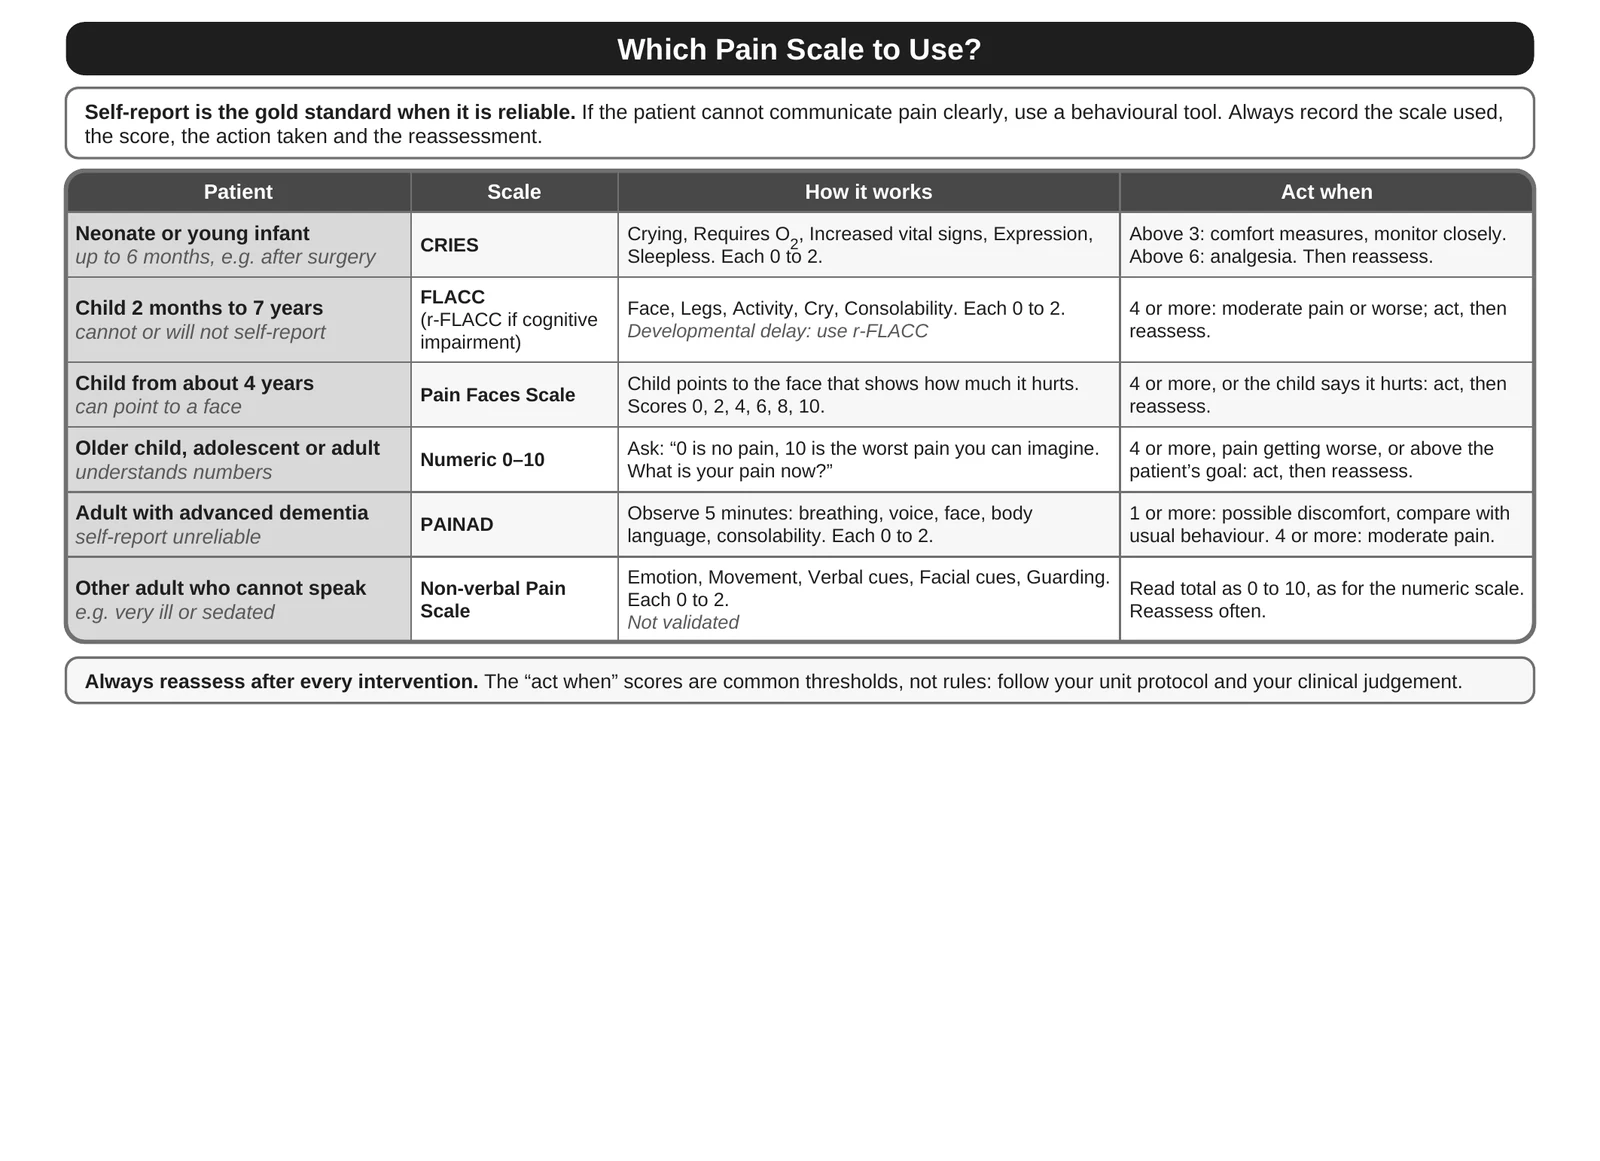 Which Pain Scale to Use?
Self-report is the gold standard when it is reliable. If the patient cannot communicate pain clearly, use a behavioural tool. Always record the scale used,
the score, the action taken and the reassessment.
Patient Scale How it works Act when
Neonate or young infant
up to 6 months, e.g. after surgery
CRIES
Crying, Requires O₂, Increased vital signs, Expression,
Sleepless. Each 0 to 2.
Above 3: comfort measures, monitor closely.
Above 6: analgesia. Then reassess.
Child 2 months to 7 years
cannot or will not self-report
FLACC
(r-FLACC if cognitive
impairment)
Face, Legs, Activity, Cry, Consolability. Each 0 to 2.
Developmental delay: use r-FLACC
4 or more: moderate pain or worse; act, then
reassess.
Child from about 4 years
can point to a face
Pain Faces Scale
Child points to the face that shows how much it hurts.
Scores 0, 2, 4, 6, 8, 10.
4 or more, or the child says it hurts: act, then
reassess.
Older child, adolescent or adult
understands numbers
Numeric 0–10
Ask: “0 is no pain, 10 is the worst pain you can imagine.
What is your pain now?”
4 or more, pain getting worse, or above the
patient’s goal: act, then reassess.
Adult with advanced dementia
self-report unreliable
PAINAD
Observe 5 minutes: breathing, voice, face, body
language, consolability. Each 0 to 2.
1 or more: possible discomfort, compare with
usual behaviour. 4 or more: moderate pain.
Other adult who cannot speak
e.g. very ill or sedated
Non-verbal Pain
Scale
Emotion, Movement, Verbal cues, Facial cues, Guarding.
Each 0 to 2.
Not validated
Read total as 0 to 10, as for the numeric scale.
Reassess often.
Always reassess after every intervention. The “act when” scores are common thresholds, not rules: follow your unit protocol and your clinical judgement.